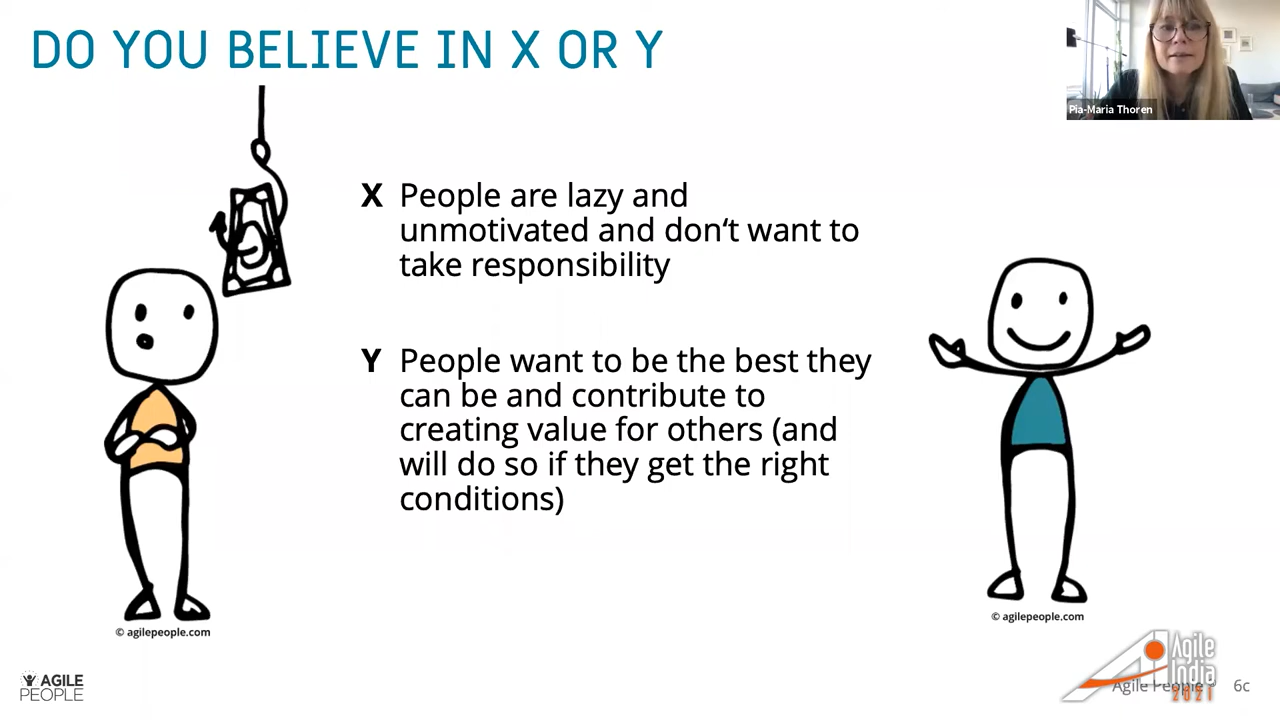 DO YOU BELIEVE IN X OR Y
Pia-Maria Thoren
X People are lazy and
unmotivated and don‘t want to
take responsibility
Y People want to be the best they
can be and contribute to
creating value for others (and
will do so if they get the right
conditions)
© agilepeople.com
© agilepeople.com
AGILE
PEOPLE
Agile
India
2021
Agile People
6c